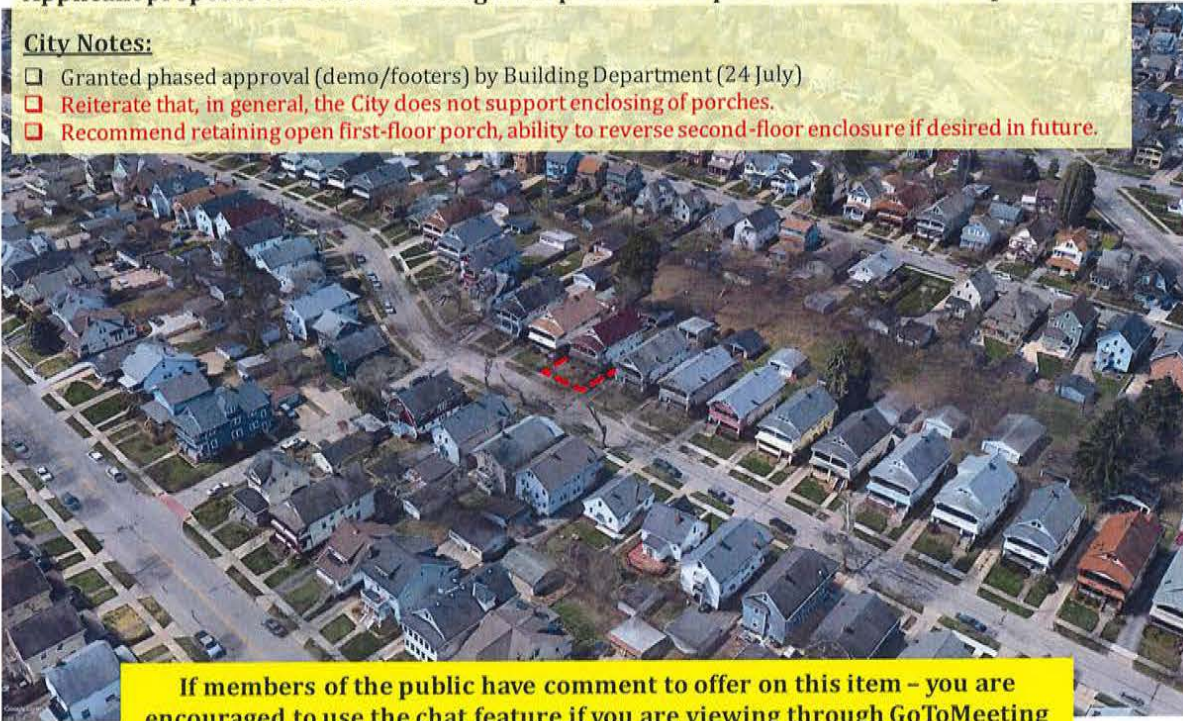 City Notes:
❑ Granted phased approval (demo/footers) by Building Department (24 July)
❑ Reiterate that, in general, the City does not support enclosing of porches.
❑ Recommend retaining open first-floor porch, ability to reverse second-floor enclosure if desired in future.
If members of the public have comment to offer on this item – you are
encouraged to use the chat feature if you are viewing through GoToMeeting